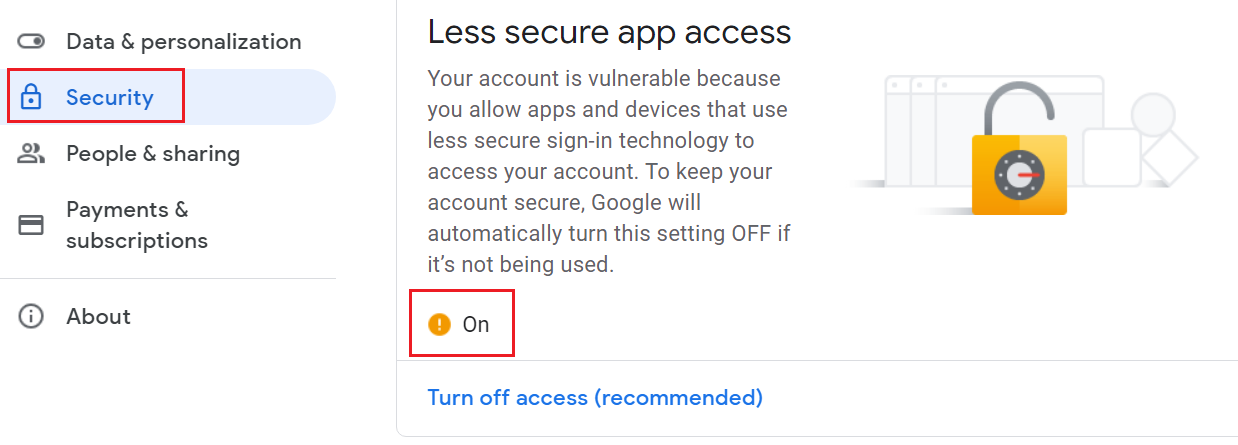 Data & personalization
Security
People & sharing
Payments &
subscriptions
About
Less secure app access
Your account is vulnerable because
you allow apps and devices that use
less secure sign-in technology to
access your account. To keep your
account secure, Google will
automatically turn this setting OFF if
it’s not being used.
On
Turn off access (recommended)